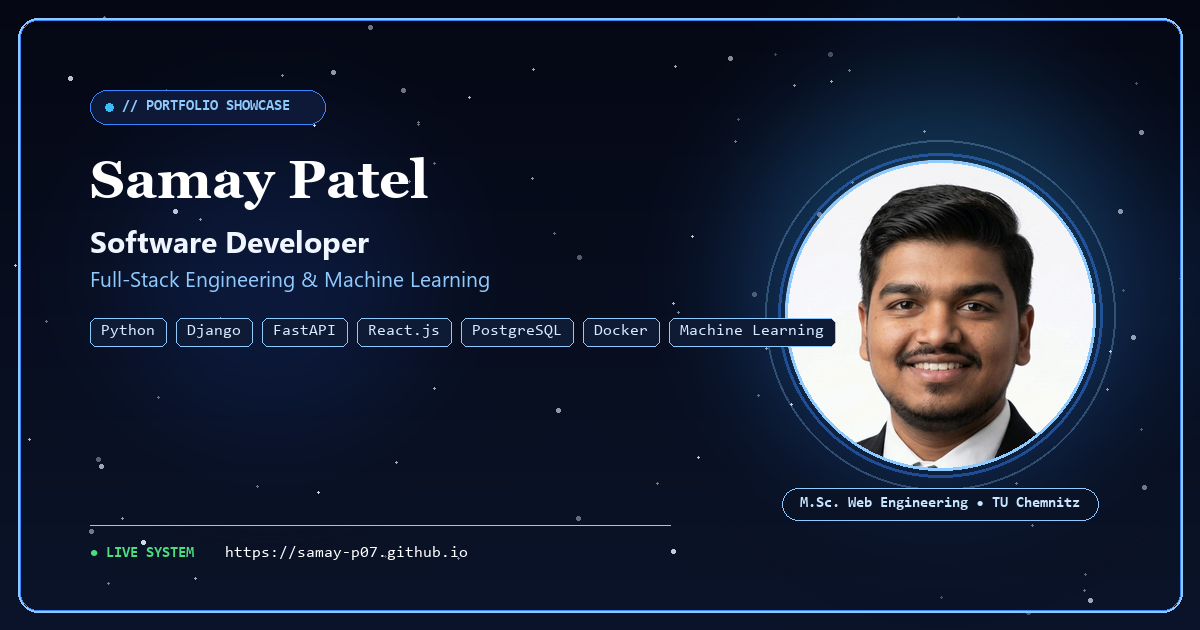 // PORTFOLIO SHOWCASE
Samay Patel
Software Developer
Full-Stack Engineering & Machine Learning
Python Django FastAPI React.js PostgreSQL Docker Machine Learning
M.Sc. Web Engineering • TU Chemnitz
● LIVE SYSTEM https://samay-p07.github.io